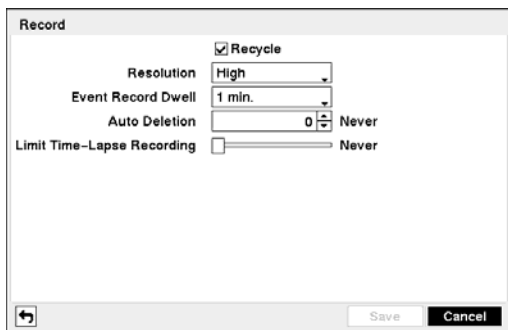 Record
Recycle
Resolution High
Event Record Dwell 1 min.
Auto Deletion 0 Never
Limit Time-Lapse Recording Never
Save Cancel